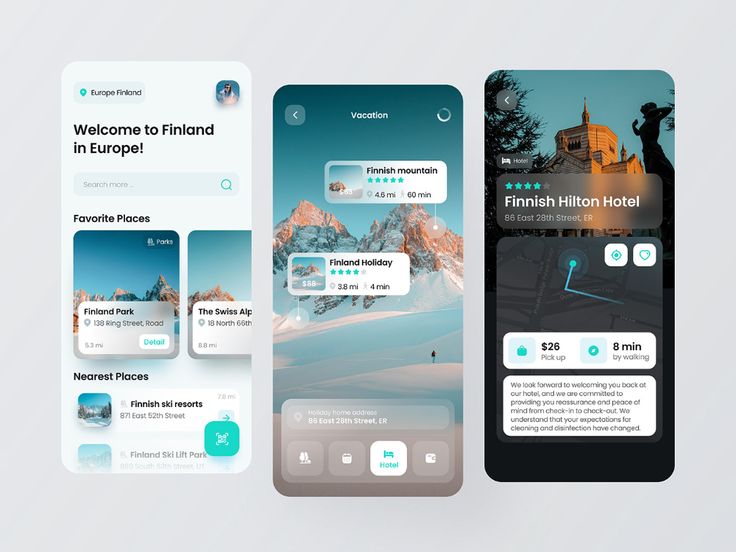 Europe Finland
Welcome to Finland
in Europe!
Search more ...
Favorite Places
Parks
Finland Park
138 Ring Street, Road
5.3 mi
Detail
The Swiss Alp
18 North 66th
8.8 mi
Nearest Places
7.8 mi
Finnish ski resorts
871 East 52th Street
Finland Ski Lift Park
Vacation
Finnish mountain
4.6 mi
60 min
Finland Holiday
$88
3.8 mi
4 min
Holiday home address
86 East 28th Street, ER
Hotel
Hotel
Finnish Hilton Hotel
86 East 28th Street, ER
$26
Pick up
8 min
by walking
We look forward to welcoming you back at
our hotel, and we are committed to
providing you reassurance and peace of
mind from check-in to check-out. We
understand that your expectations for
cleaning and disinfection have changed.